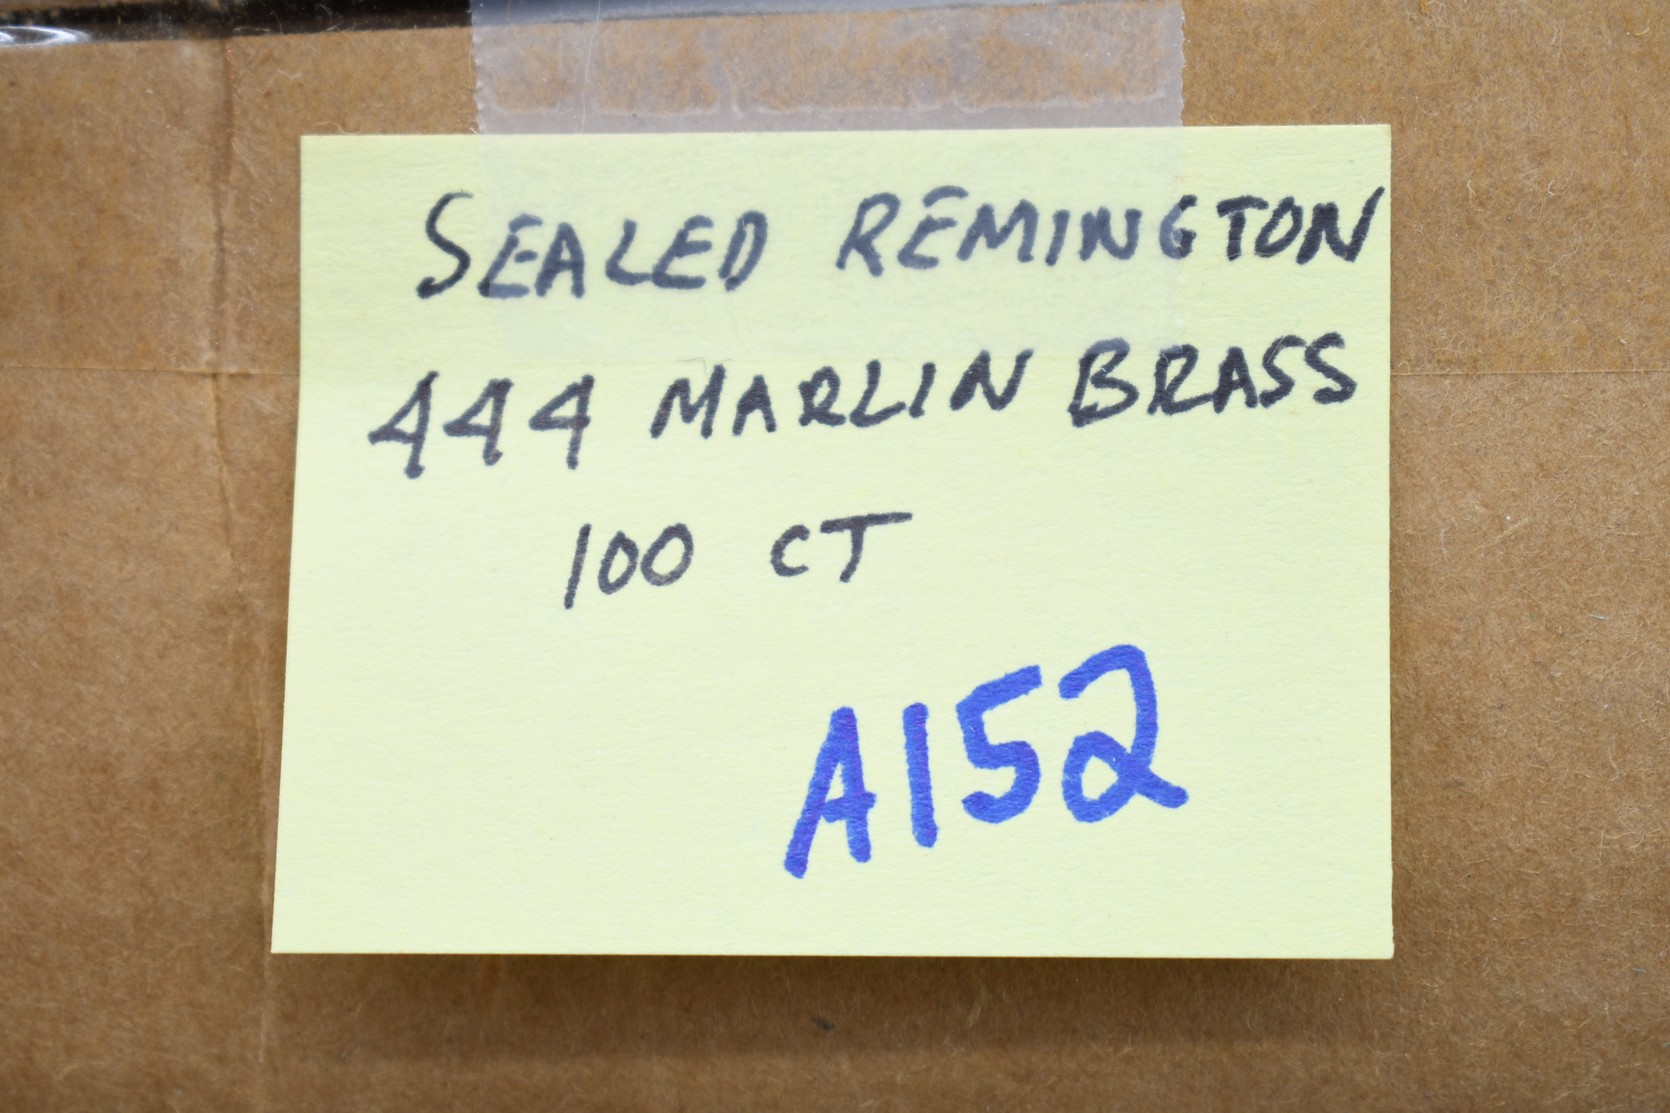 SEALED REMINGTON
444 MARLIN BRASS
100 CT
A152